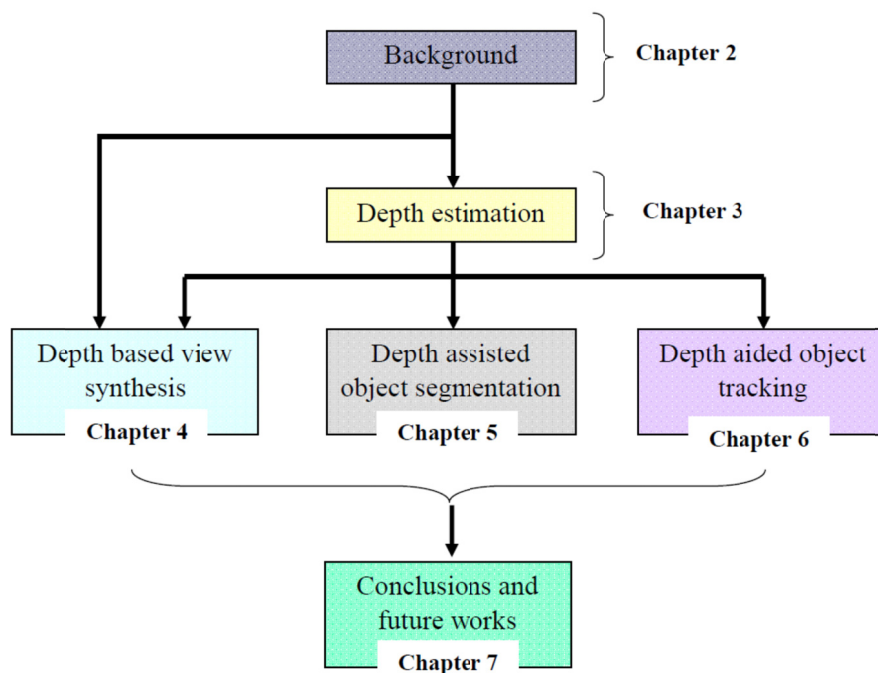 Background
Chapter 2
Depth estimation
Chapter 3
Depth based view
synthesis
Chapter 4
Depth assisted
object segmentation
Chapter 5
Depth aided object
tracking
Chapter 6
Conclusions and
future works
Chapter 7